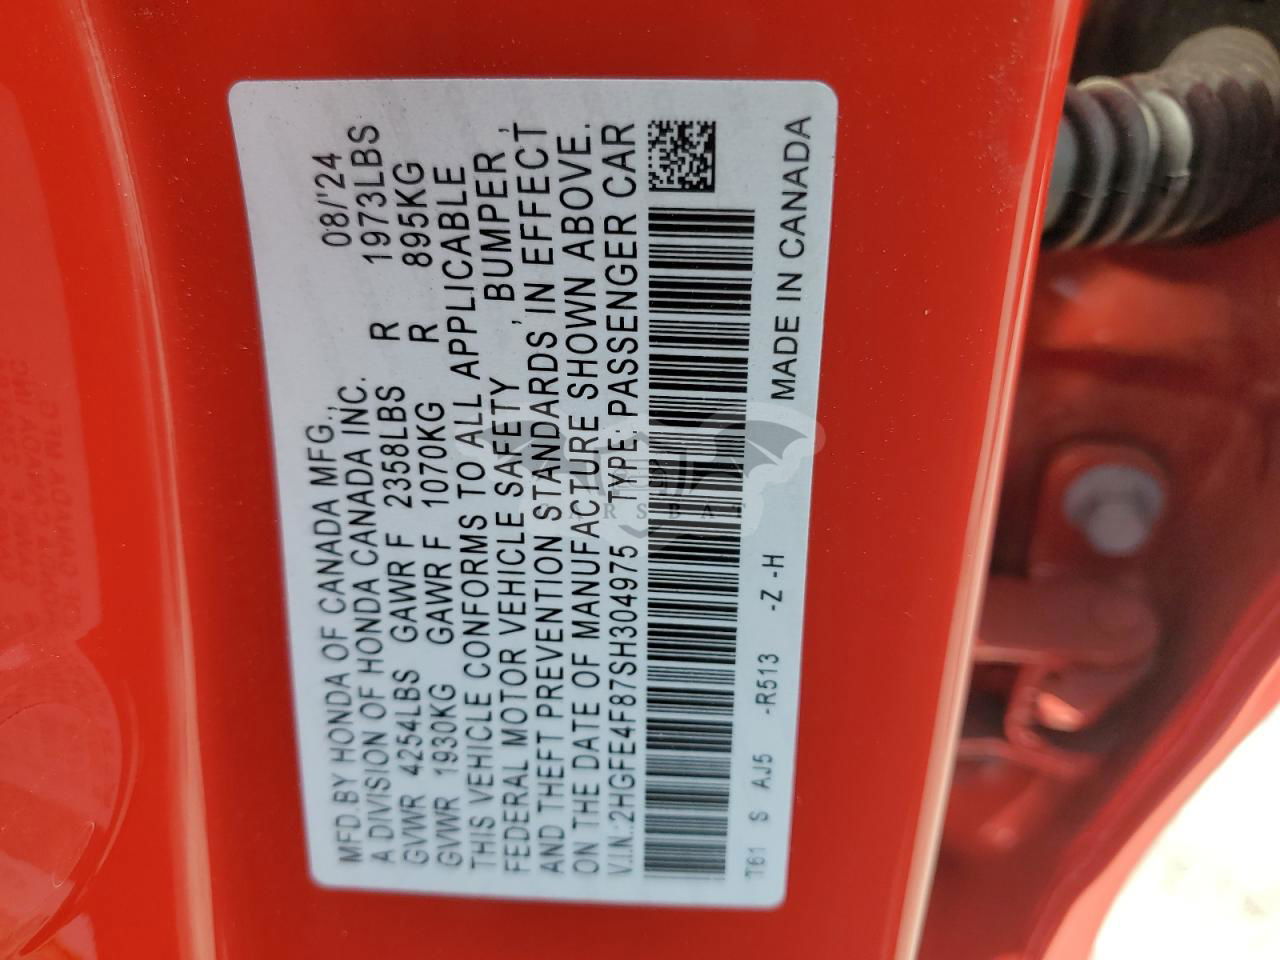 MFD.BY HONDA OF CANADA MFG., 08/'24
A DIVISION OF HONDA CANADA INC.
GVWR 4254LBS GAWR F 2358LBS R 1973LBS
GVWR 1930KG GAWR F 1070KG R 895KG
THIS VEHICLE CONFORMS TO ALL APPLICABLE
FEDERAL MOTOR VEHICLE SAFETY, BUMPER,
AND THEFT PREVENTION STANDARDS IN EFFECT
ON THE DATE OF MANUFACTURE SHOWN ABOVE.
V.I.N.:2HGFE4F87SH304975 TYPE: PASSENGER CAR
T61 S AJ5 -R513 -Z -H MADE IN CANADA
CARSBAT